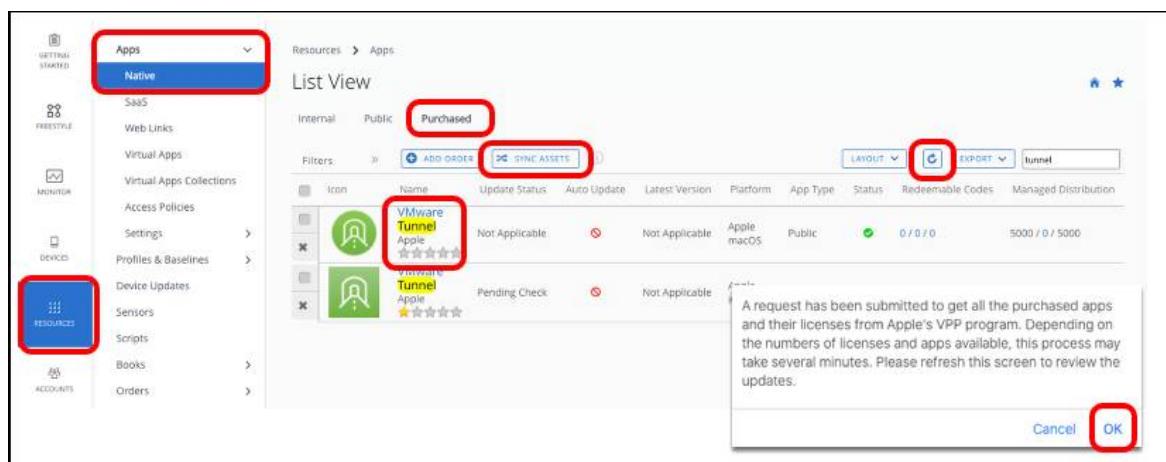 GETTING
STARTED
FREESTYLE
MONITOR
DEVICES
RESOURCES
ACCOUNTS
Apps
Native
SaaS
Web Links
Virtual Apps
Virtual Apps Collections
Access Policies
Settings
Profiles & Baselines
Device Updates
Sensors
Scripts
Books
Orders
Resources > Apps
List View
Internal Public Purchased
Filters » ADD ORDER SYNC ASSETS LAYOUT EXPORT tunnel
Icon Name Update Status Auto Update Latest Version Platform App Type Status Redeemable Codes Managed Distribution
VMware
Tunnel
Apple
Not Applicable Not Applicable Apple
macOS Public 0 / 0 / 0 5000 / 0 / 5000
VMware
Tunnel
Apple
Pending Check Not Applicable
A request has been submitted to get all the purchased apps
and their licenses from Apple's VPP program. Depending on
the numbers of licenses and apps available, this process may
take several minutes. Please refresh this screen to review the
updates.
Cancel OK